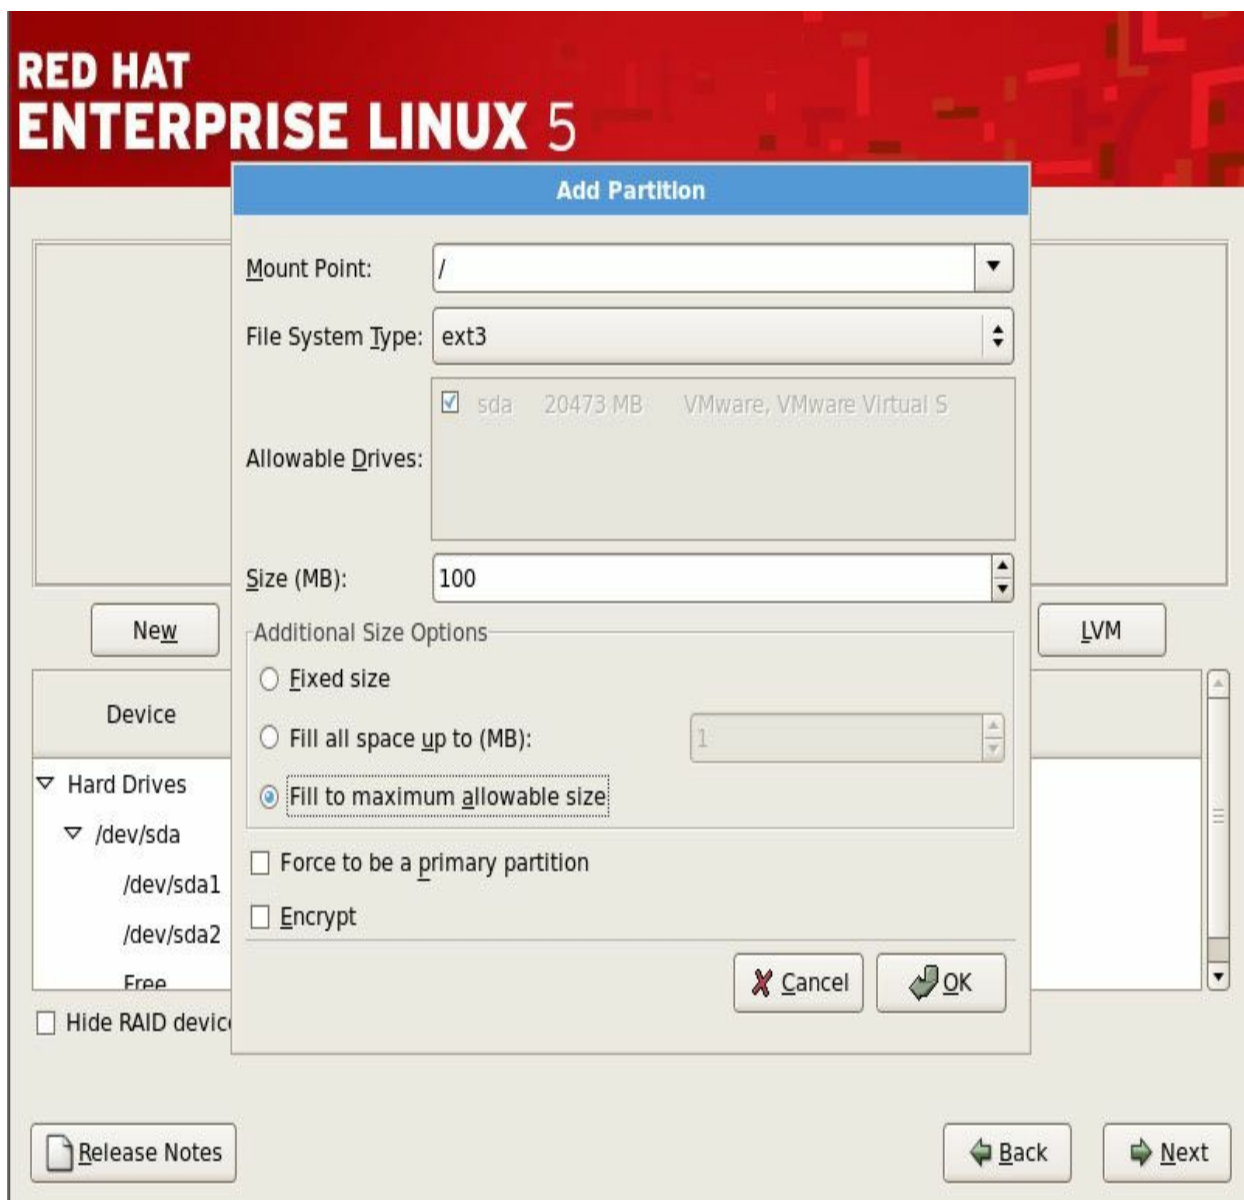 RED HAT
ENTERPRISE LINUX 5
Add Partition
Mount Point: /
File System Type: ext3
sda 20473 MB VMware, VMware Virtual S
Allowable Drives:
Size (MB): 100
New
LVM
Additional Size Options
Fixed size
Device
Fill all space up to (MB): 1
Hard Drives
Fill to maximum allowable size
/dev/sda
Force to be a primary partition
/dev/sda1
Encrypt
/dev/sda2
Free
Cancel
OK
Hide RAID devic
Release Notes
Back
Next